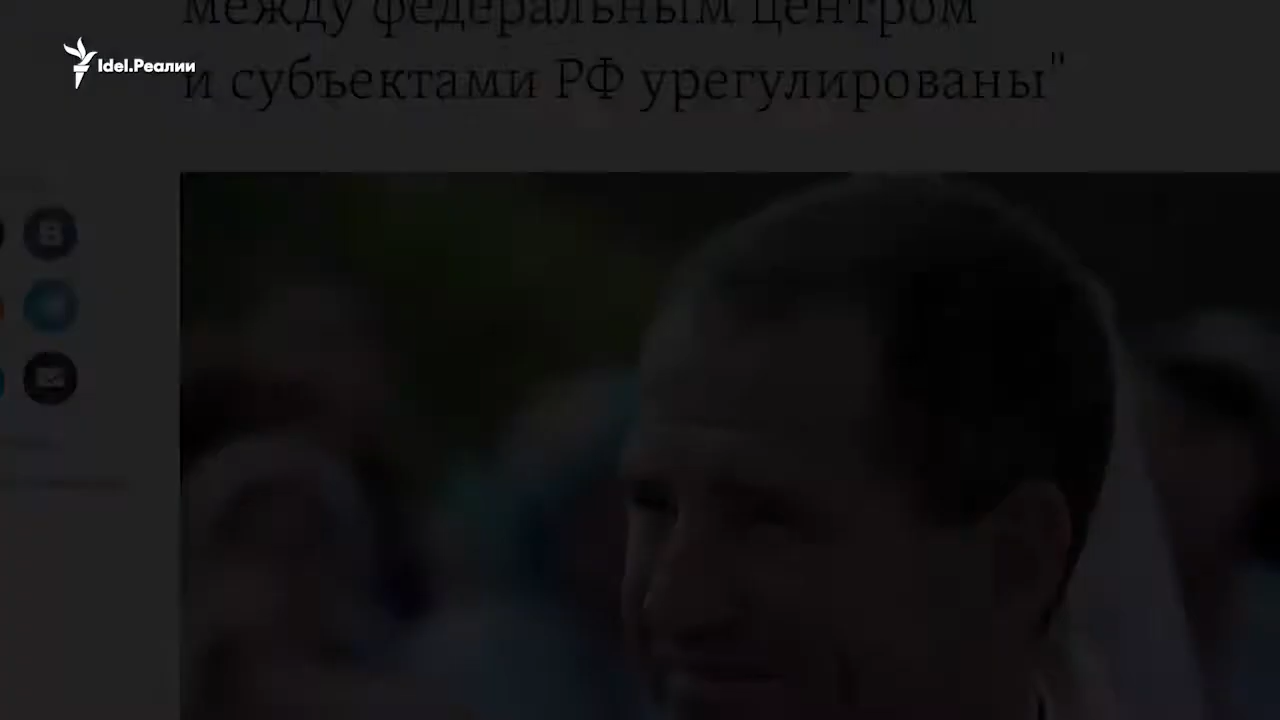 между федеральным центром
Idel.Реалии
и субъектами РФ урегулированы"